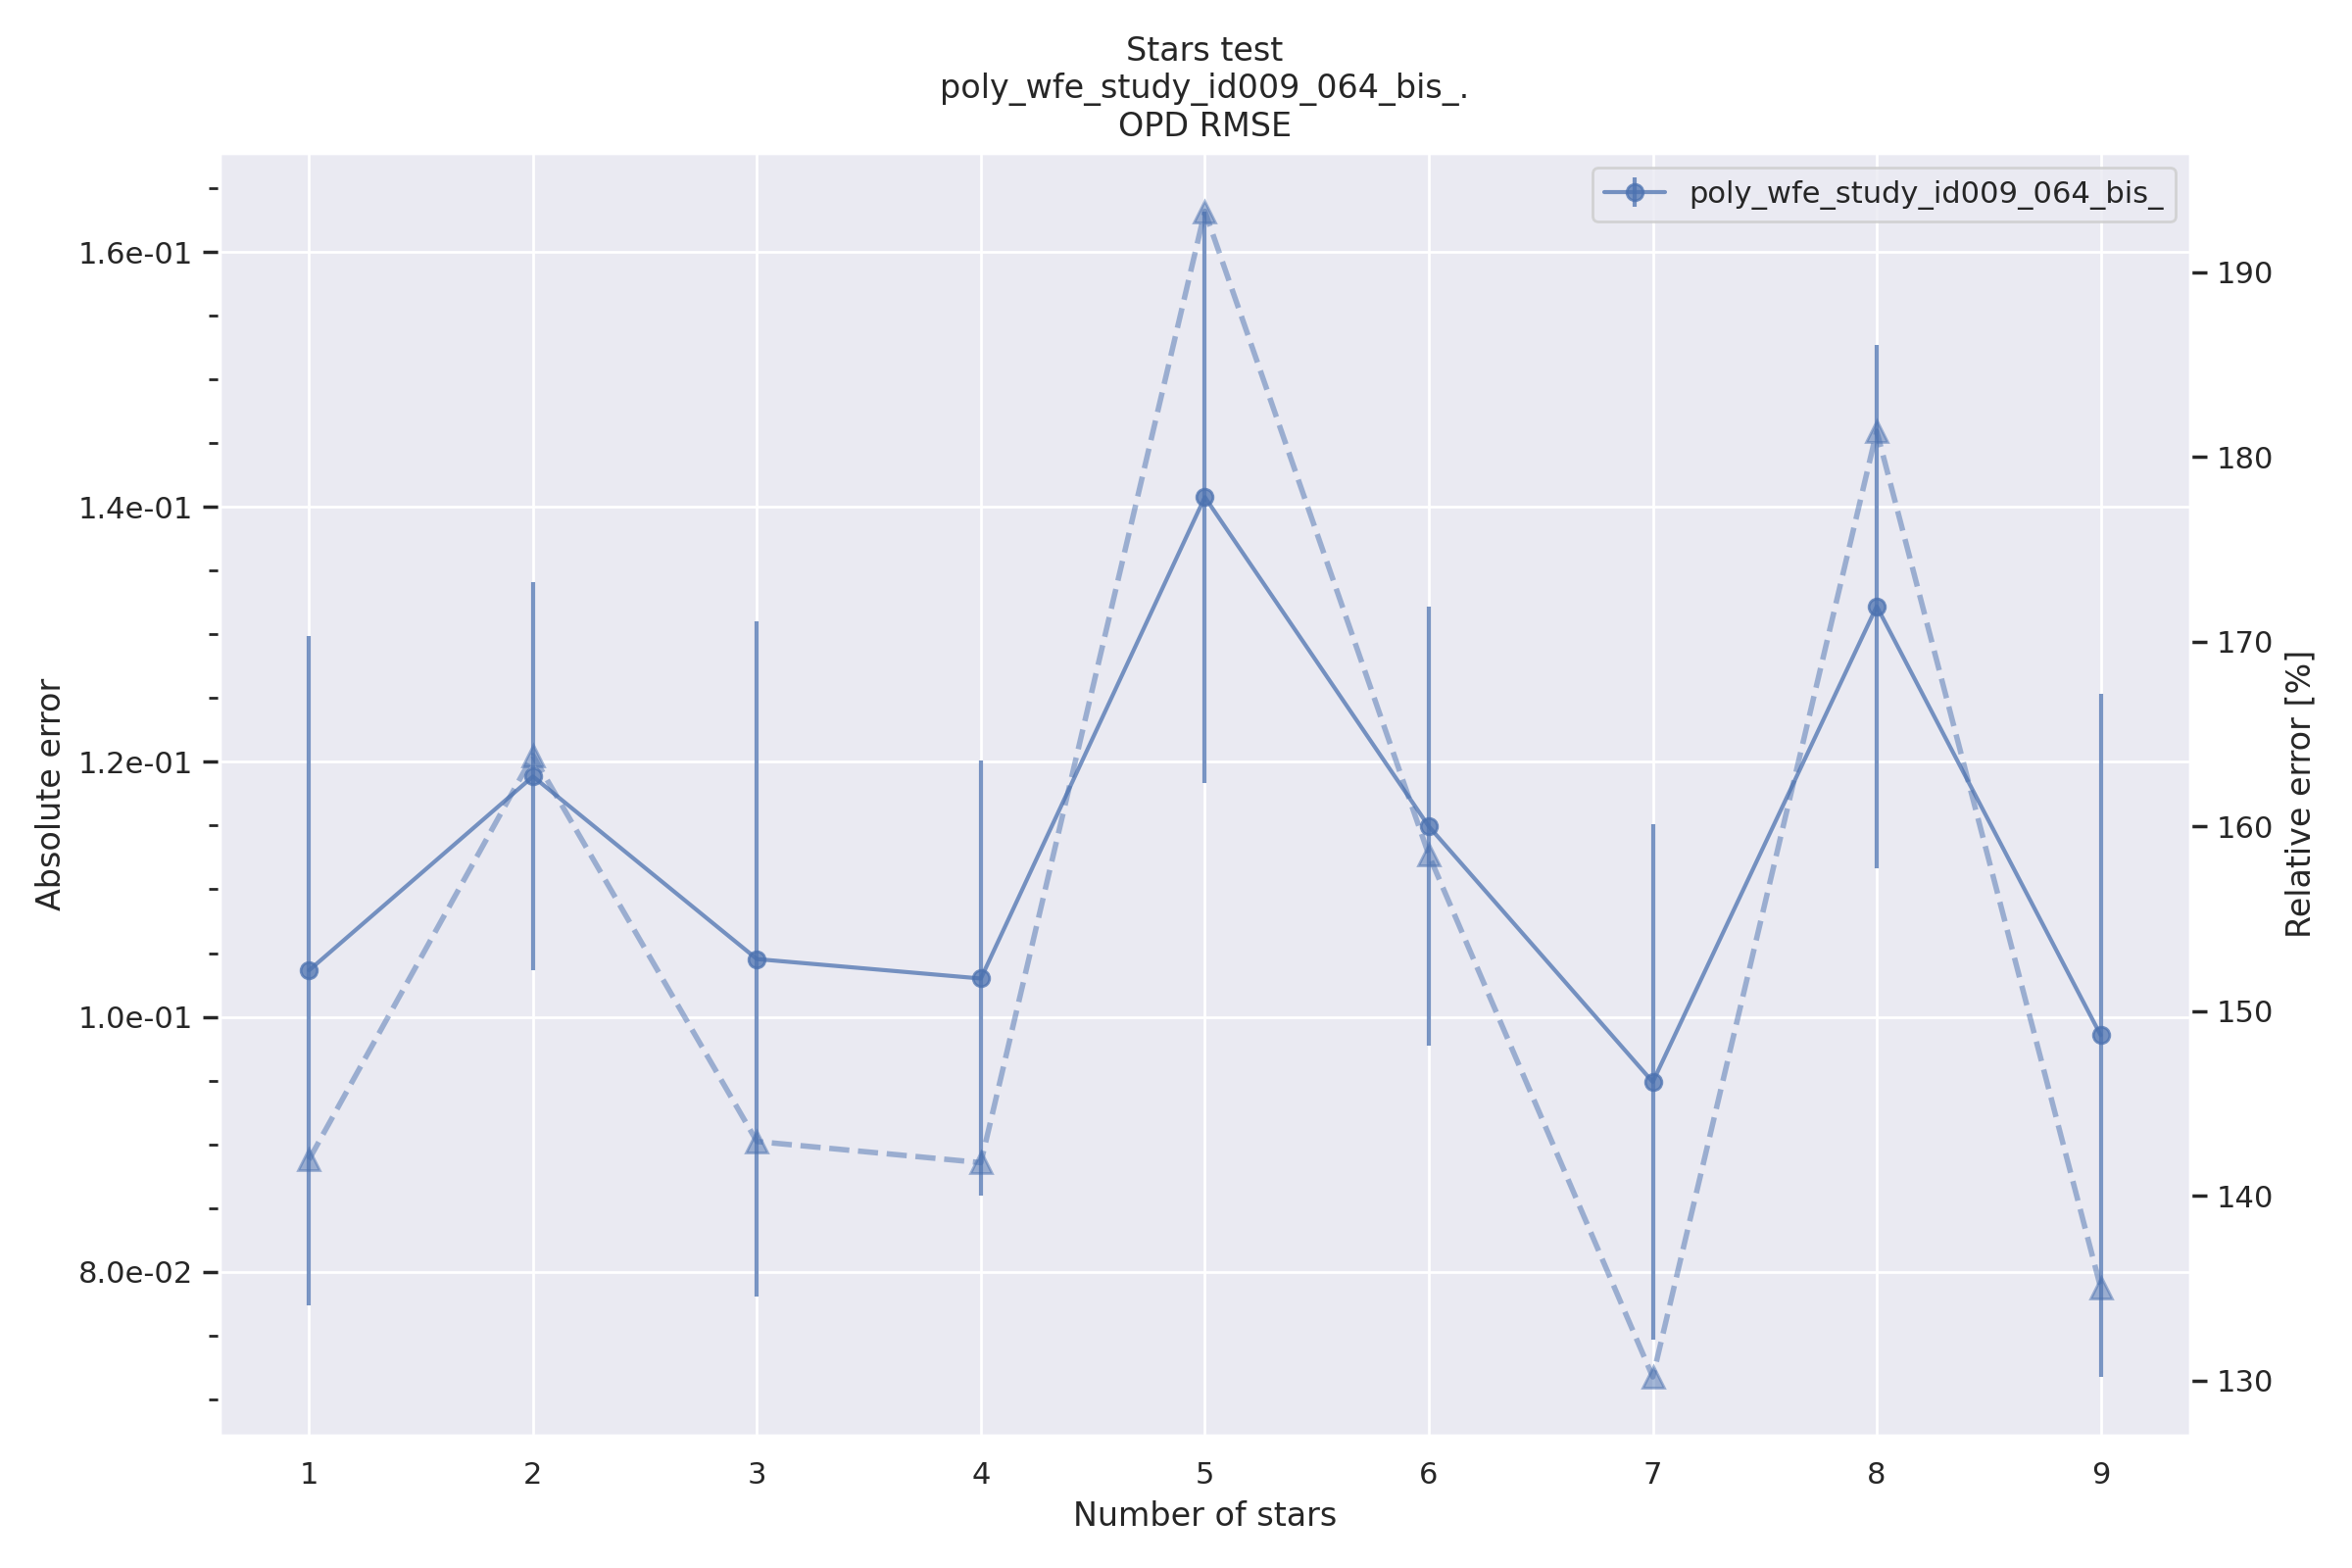 Stars test
poly_wfe_study_id009_064_bis_.
OPD RMSE
poly_wfe_study_id009_064_bis_
Absolute error
1.6e-01
1.4e-01
1.2e-01
1.0e-01
8.0e-02
190
180
170
160
150
140
130
Relative error [%]
1 2 3 4 5 6 7 8 9
Number of stars